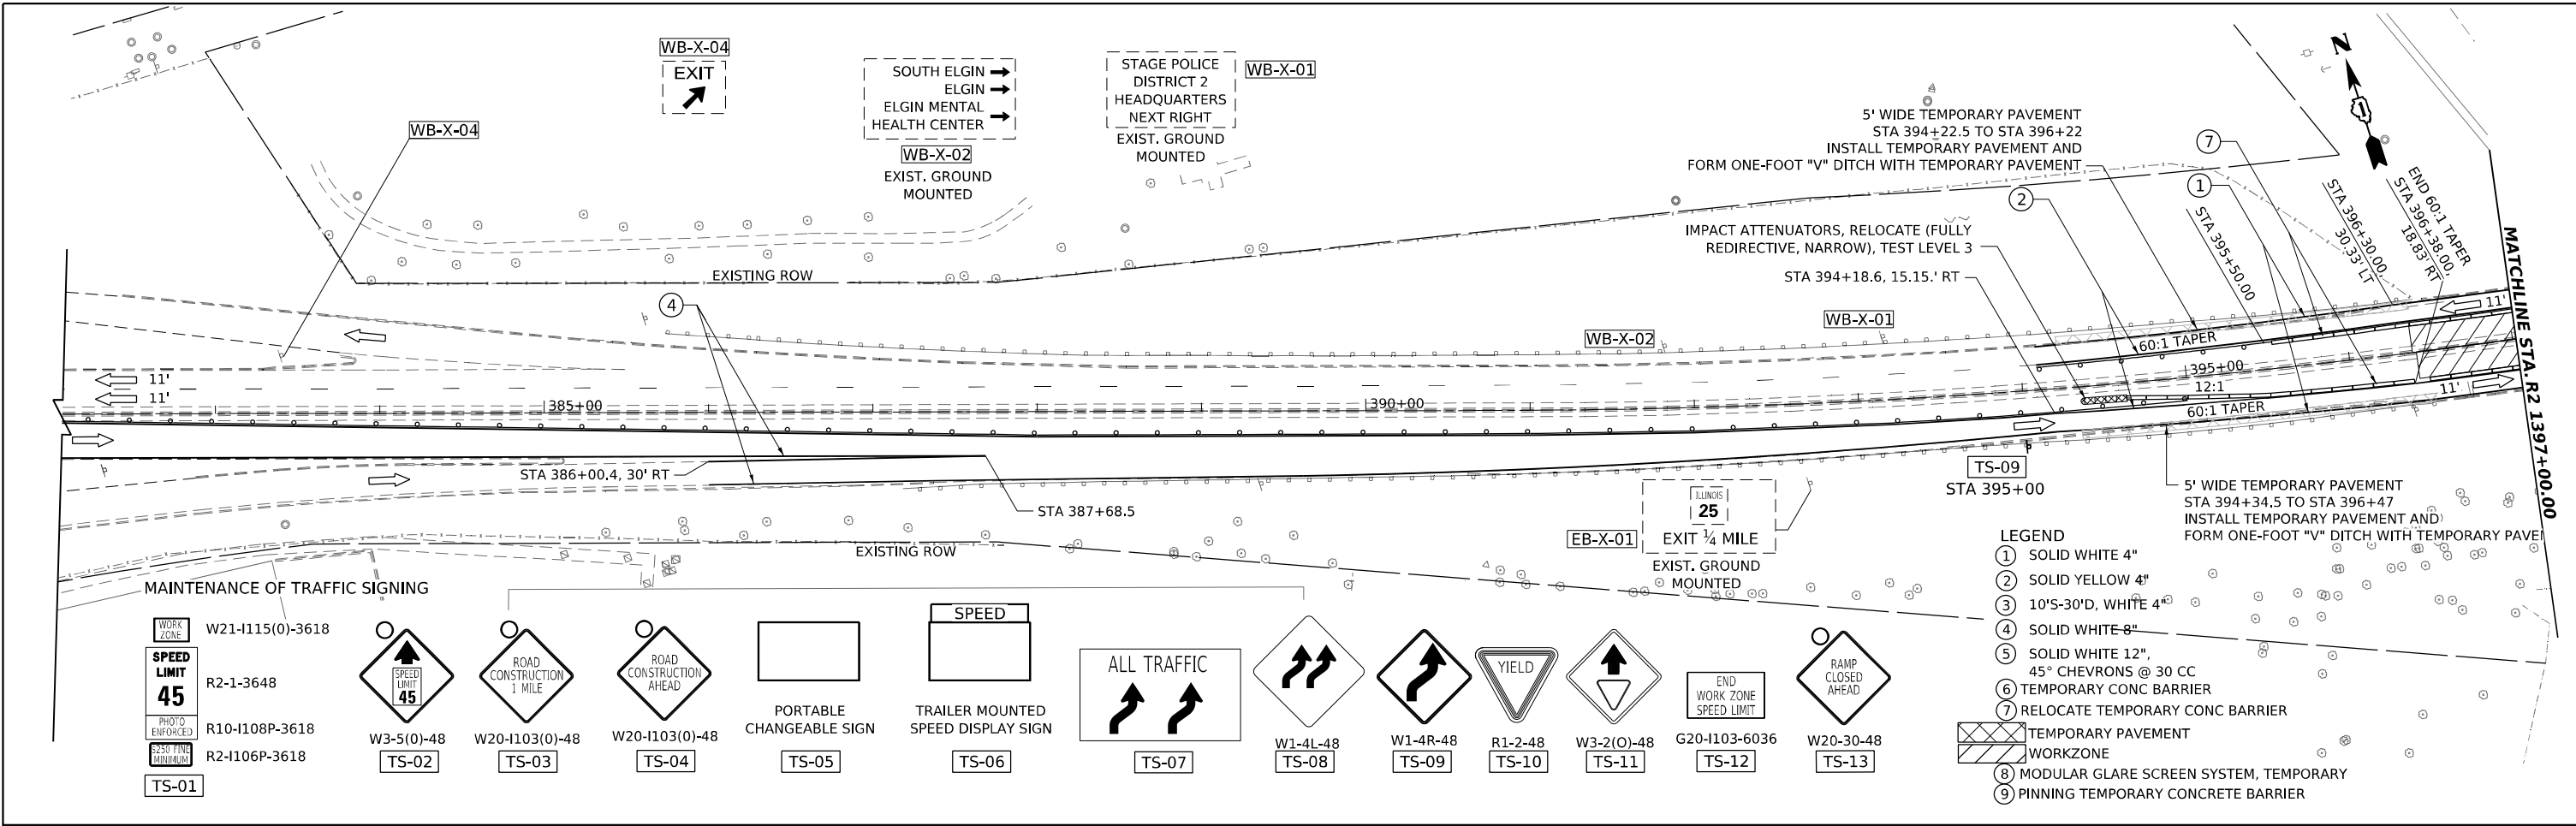 WB-X-04
EXIT
WB-X-04
SOUTH ELGIN
ELGIN
ELGIN MENTAL
HEALTH CENTER
WB-X-02
EXIST. GROUND
MOUNTED
STAGE POLICE
DISTRICT 2
HEADQUARTERS
NEXT RIGHT
WB-X-01
EXIST. GROUND
MOUNTED
5' WIDE TEMPORARY PAVEMENT
STA 394+22.5 TO STA 396+22
INSTALL TEMPORARY PAVEMENT AND
FORM ONE-FOOT "V" DITCH WITH TEMPORARY PAVEMENT
7
1
2
N
IMPACT ATTENUATORS, RELOCATE (FULLY
REDIRECTIVE, NARROW), TEST LEVEL 3
STA 394+18.6, 15.15.' RT
STA 395+50.00
STA 396+30.00,
30.33' LT
END 60:1 TAPER
STA 396+38.00,
18.83' RT
MATCHLINE STA. R2 1397+00.00
EXISTING ROW
4
WB-X-02
WB-X-01
11'
60:1 TAPER
395+00
12:1
11'
60:1 TAPER
11'
11'
385+00
390+00
STA 386+00.4, 30' RT
STA 387+68.5
TS-09
STA 395+00
EXISTING ROW
EB-X-01
ILLINOIS
25
EXIT ¼ MILE
EXIST. GROUND
MOUNTED
5' WIDE TEMPORARY PAVEMENT
STA 394+34.5 TO STA 396+47
INSTALL TEMPORARY PAVEMENT AND
FORM ONE-FOOT "V" DITCH WITH TEMPORARY PAVE
MAINTENANCE OF TRAFFIC SIGNING
WORK
ZONE
W21-I115(0)-3618
SPEED
LIMIT
45
R2-1-3648
PHOTO
ENFORCED
R10-I108P-3618
$250 FINE
MINIMUM
R2-I106P-3618
TS-01
SPEED
LIMIT
45
W3-5(0)-48
TS-02
ROAD
CONSTRUCTION
1 MILE
W20-I103(0)-48
TS-03
ROAD
CONSTRUCTION
AHEAD
W20-I103(0)-48
TS-04
PORTABLE
CHANGEABLE SIGN
TS-05
SPEED
TRAILER MOUNTED
SPEED DISPLAY SIGN
TS-06
ALL TRAFFIC
TS-07
W1-4L-48
TS-08
W1-4R-48
TS-09
YIELD
R1-2-48
TS-10
W3-2(O)-48
TS-11
END
WORK ZONE
SPEED LIMIT
G20-I103-6036
TS-12
RAMP
CLOSED
AHEAD
W20-30-48
TS-13
LEGEND
1 SOLID WHITE 4"
2 SOLID YELLOW 4"
3 10'S-30'D, WHITE 4"
4 SOLID WHITE 8"
5 SOLID WHITE 12",
45° CHEVRONS @ 30 CC
6 TEMPORARY CONC BARRIER
7 RELOCATE TEMPORARY CONC BARRIER
TEMPORARY PAVEMENT
WORKZONE
8 MODULAR GLARE SCREEN SYSTEM, TEMPORARY
9 PINNING TEMPORARY CONCRETE BARRIER